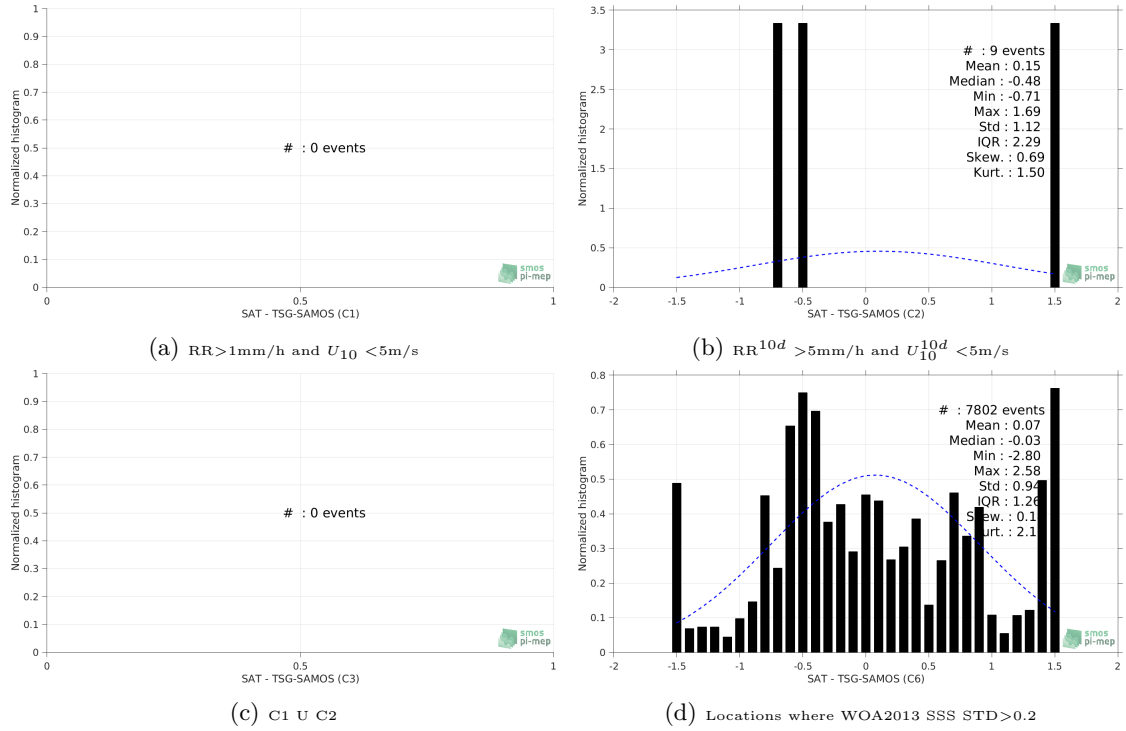 1
0.9
0.8
0.7
0.6
0.5
0.4
0.3
0.2
0.1
0
Normalized histogram
# : 0 events
smos
pi-mep
0 0.5 1
SAT - TSG-SAMOS (C1)
(a) RR>1mm/h and U10 <5m/s
3.5
3
2.5
2
1.5
1
0.5
0
Normalized histogram
# : 9 events
Mean : 0.15
Median : -0.48
Min : -0.71
Max : 1.69
Std : 1.12
IQR : 2.29
Skew. : 0.69
Kurt. : 1.50
smos
pi-mep
-2 -1.5 -1 -0.5 0 0.5 1 1.5 2
SAT - TSG-SAMOS (C2)
(b) RR10d >5mm/h and U10d10 <5m/s
1
0.9
0.8
0.7
0.6
0.5
0.4
0.3
0.2
0.1
0
Normalized histogram
# : 0 events
smos
pi-mep
0 0.5 1
SAT - TSG-SAMOS (C3)
(c) C1 U C2
0.8
0.7
0.6
0.5
0.4
0.3
0.2
0.1
0
Normalized histogram
# : 7802 events
Mean : 0.07
Median : -0.03
Min : -2.80
Max : 2.58
Std : 0.94
IQR : 1.26
Skew. : 0.1
Kurt. : 2.1
smos
pi-mep
-2 -1.5 -1 -0.5 0 0.5 1 1.5 2
SAT - TSG-SAMOS (C6)
(d) Locations where WOA2013 SSS STD>0.2